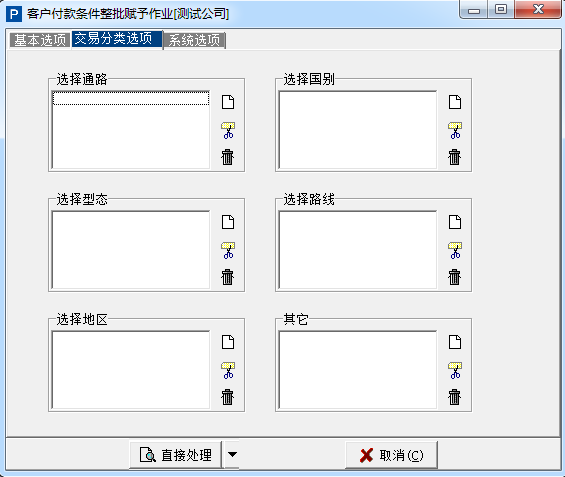 P 客户付款条件整批赋予作业[测试公司]
基本选项 交易分类选项 系统选项
选择通路 选择国别
选择型态 选择路线
选择地区 其它
直接处理 取消(C)